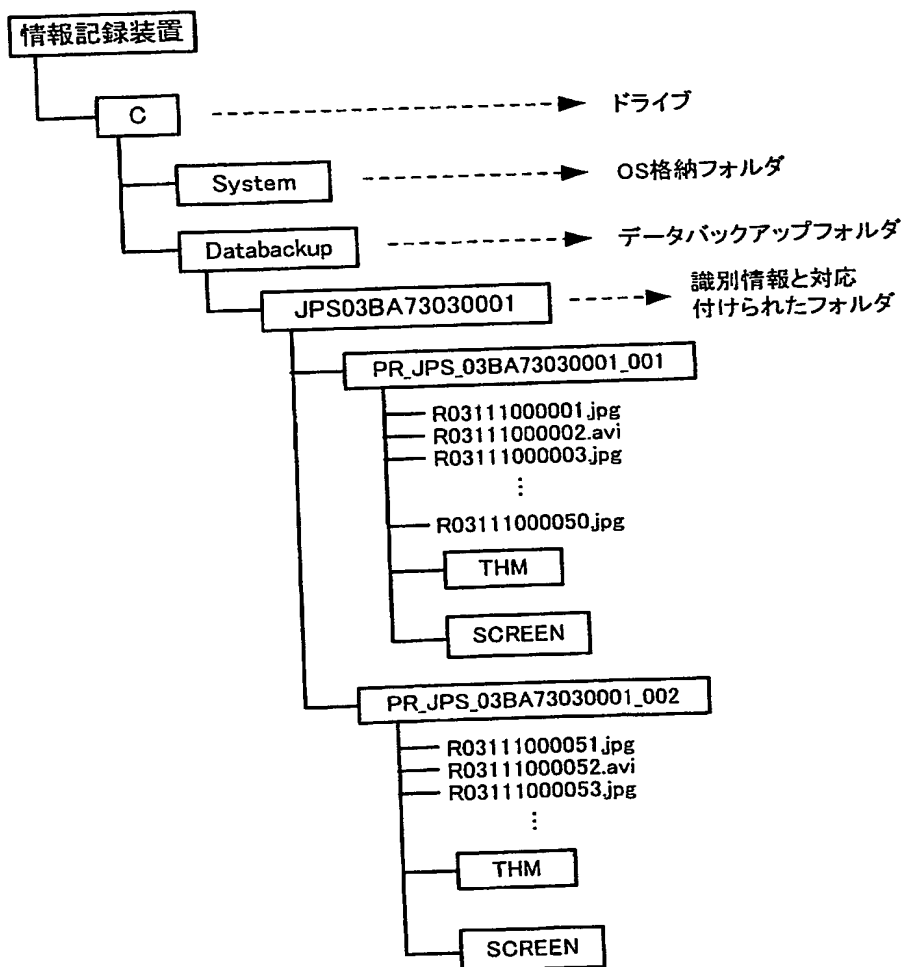 情報記録装置
C
ドライブ
System
OS格納フォルダ
Databackup
データバックアップフォルダ
JPS03BA73030001
識別情報と対応
付けられたフォルダ
PR_JPS_03BA73030001_001
R03111000001.jpg
R03111000002.avi
R03111000003.jpg
⋮
R03111000050.jpg
THM
SCREEN
PR_JPS_03BA73030001_002
R03111000051.jpg
R03111000052.avi
R03111000053.jpg
⋮
THM
SCREEN